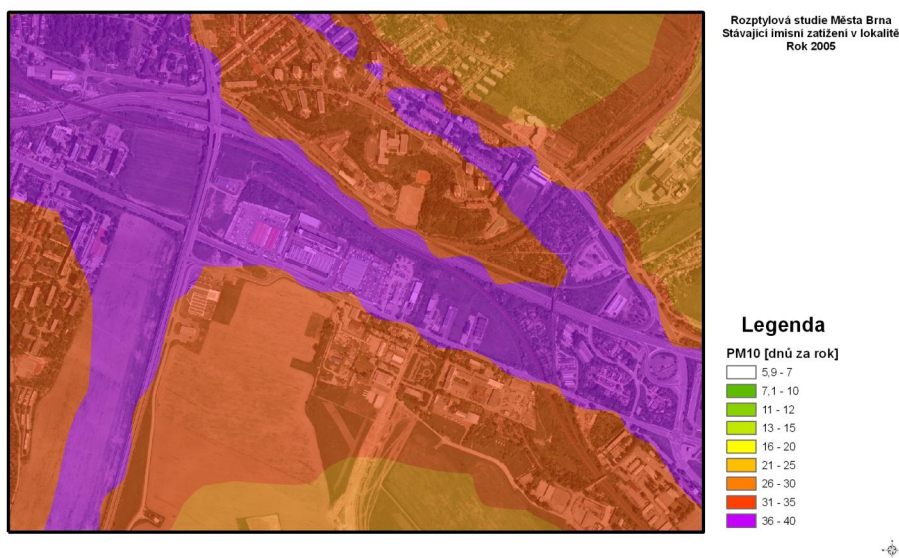 Rozptylová studie Města Brna
Stávající imisní zatížení v lokalitě
Rok 2005
Legenda
PM10 [dnů za rok]
5,9 - 7
7,1 - 10
11 - 12
13 - 15
16 - 20
21 - 25
26 - 30
31 - 35
36 - 40